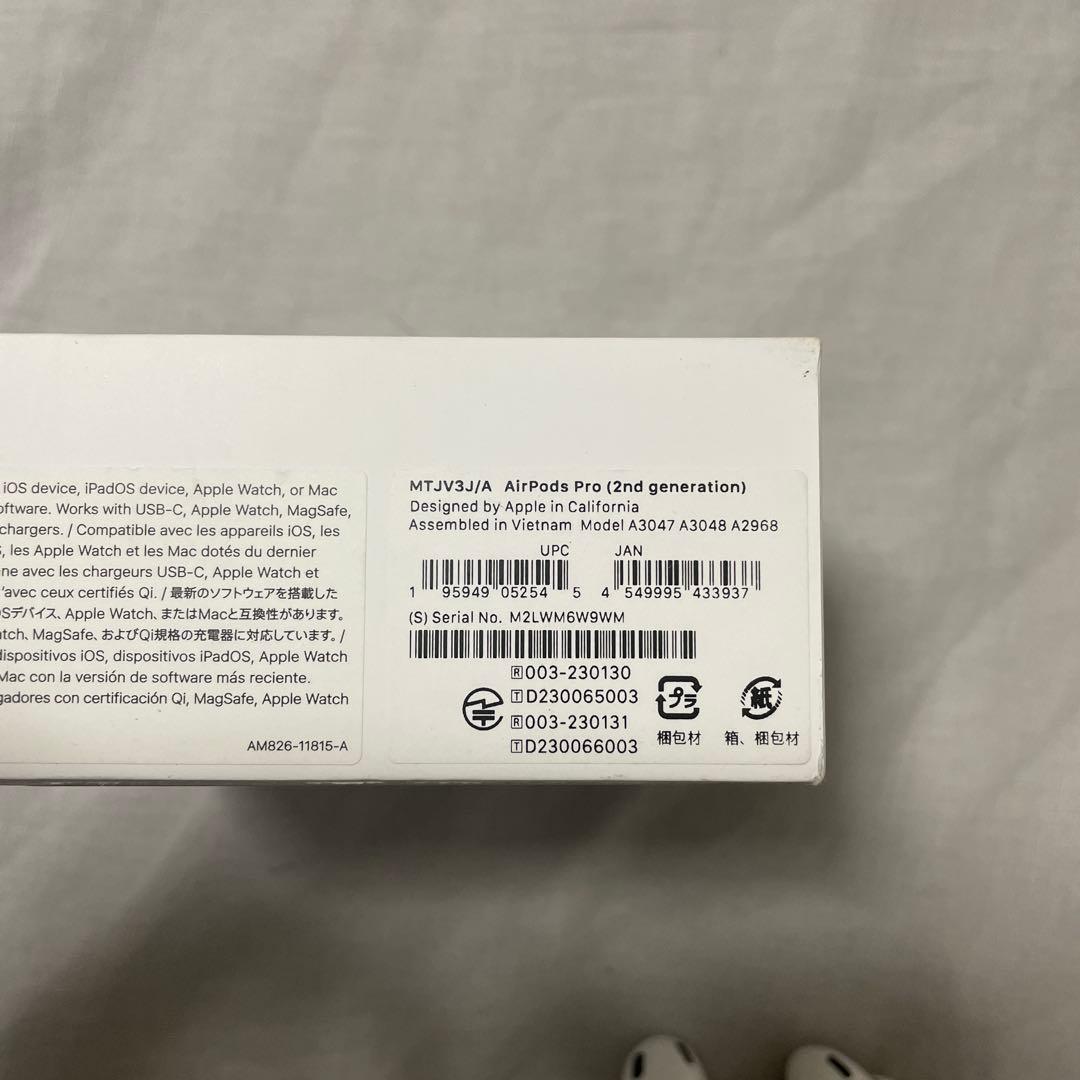 iOS device, iPadOS device, Apple Watch, or Mac
oftware. Works with USB-C, Apple Watch, MagSafe,
chargers. / Compatible avec les appareils iOS, les
, les Apple Watch et les Mac dotés du dernier
ne avec les chargeurs USB-C, Apple Watch et
'avec ceux certifiés Qi. / 最新のソフトウェアを搭載した
OSデバイス、Apple Watch、またはMacと互換性があります。
atch、MagSafe、およびQi規格の充電器に対応しています。/
dispositivos iOS, dispositivos iPadOS, Apple Watch
Mac con la versión de software más reciente.
gadores con certificación Qi, MagSafe, Apple Watch
AM826-11815-A
MTJV3J/A AirPods Pro (2nd generation)
Designed by Apple in California
Assembled in Vietnam Model A3047 A3048 A2968
UPC JAN
1 95949 05254 5 4 549995 433937
(S) Serial No. M2LWM6W9WM
R 003-230130
T D230065003
R 003-230131
T D230066003
プラ 紙
梱包材 箱、梱包材